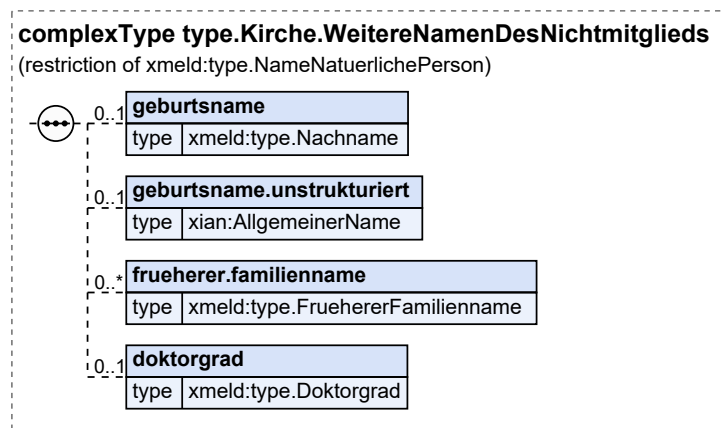 complexType type.Kirche.WeitereNamenDesNichtmitglieds
(restriction of xmeld:type.NameNatuerlichePerson)
0..1 geburtsname
type xmeld:type.Nachname
0..1 geburtsname.unstrukturiert
type xian:AllgemeinerName
0..* frueherer.familienname
type xmeld:type.FruehererFamilienname
0..1 doktorgrad
type xmeld:type.Doktorgrad